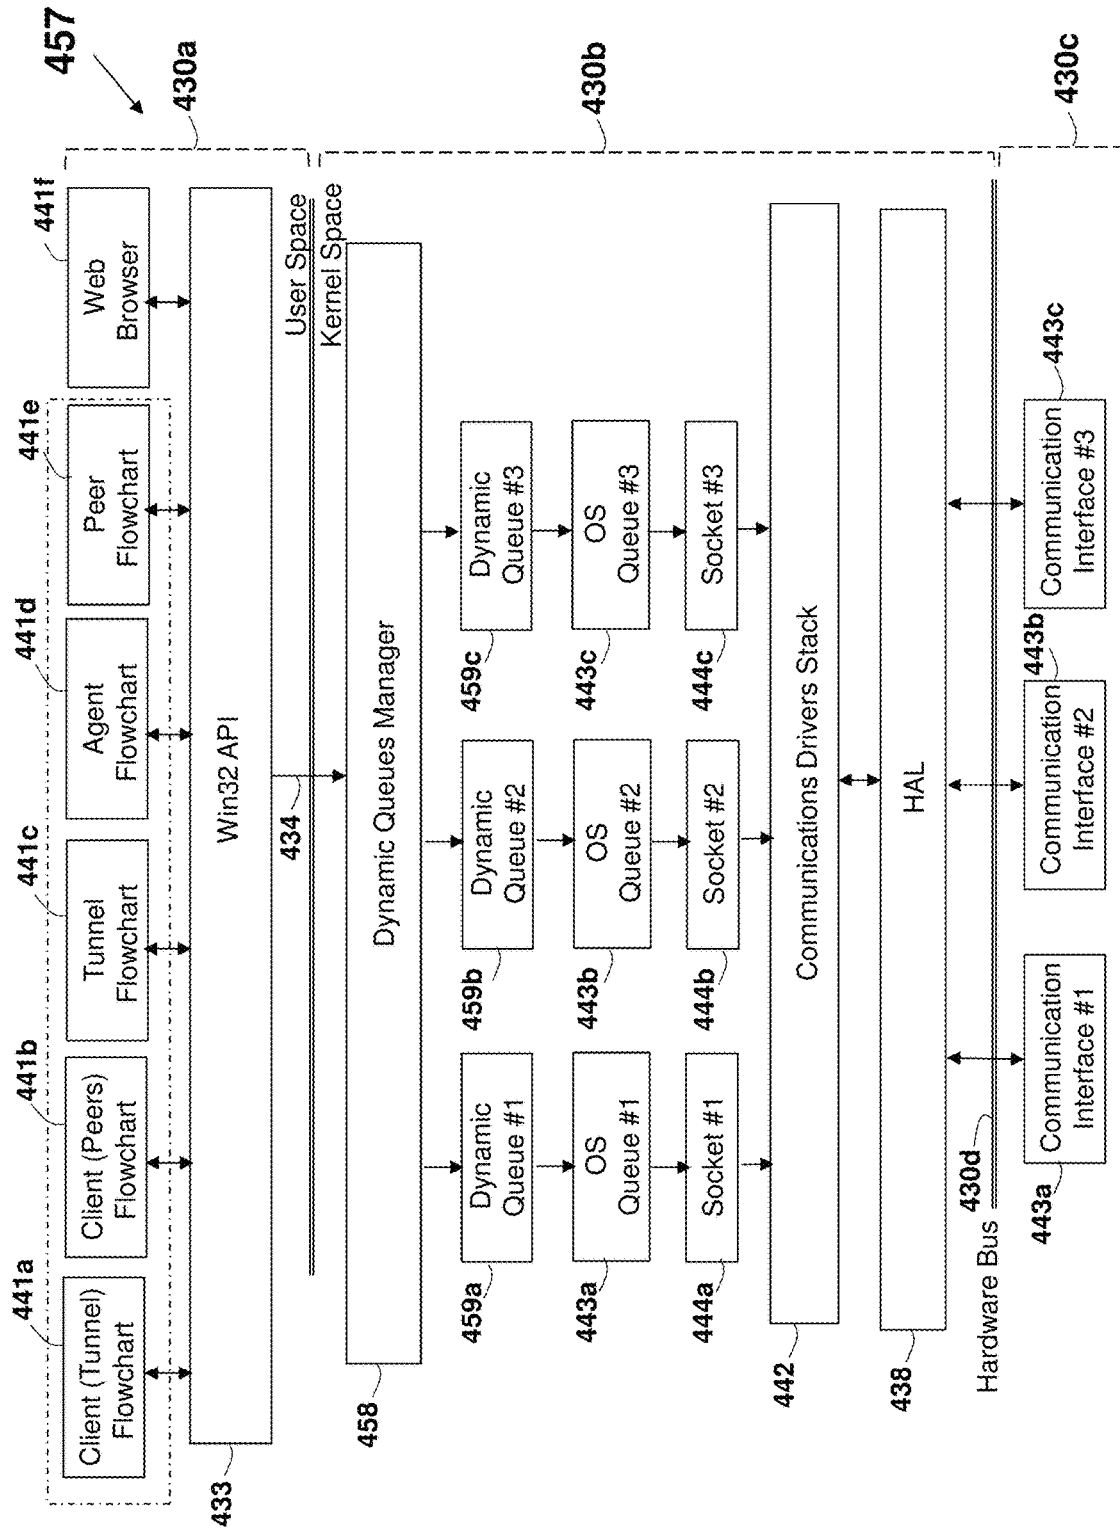 457
441a
441b
441c
441d
441e
441f
430a
Client (Tunnel)
Flowchart
Client (Peers)
Flowchart
Tunnel
Flowchart
Agent
Flowchart
Peer
Flowchart
Web
Browser
433
Win32 API
434
User Space
Kernel Space
430b
458
Dynamic Queues Manager
459a
Dynamic
Queue #1
459b
Dynamic
Queue #2
459c
Dynamic
Queue #3
443a
OS
Queue #1
443b
OS
Queue #2
443c
OS
Queue #3
444a
Socket #1
444b
Socket #2
444c
Socket #3
442
Communications Drivers Stack
438
HAL
Hardware Bus
430d
430c
443a
Communication
Interface #1
443b
Communication
Interface #2
443c
Communication
Interface #3